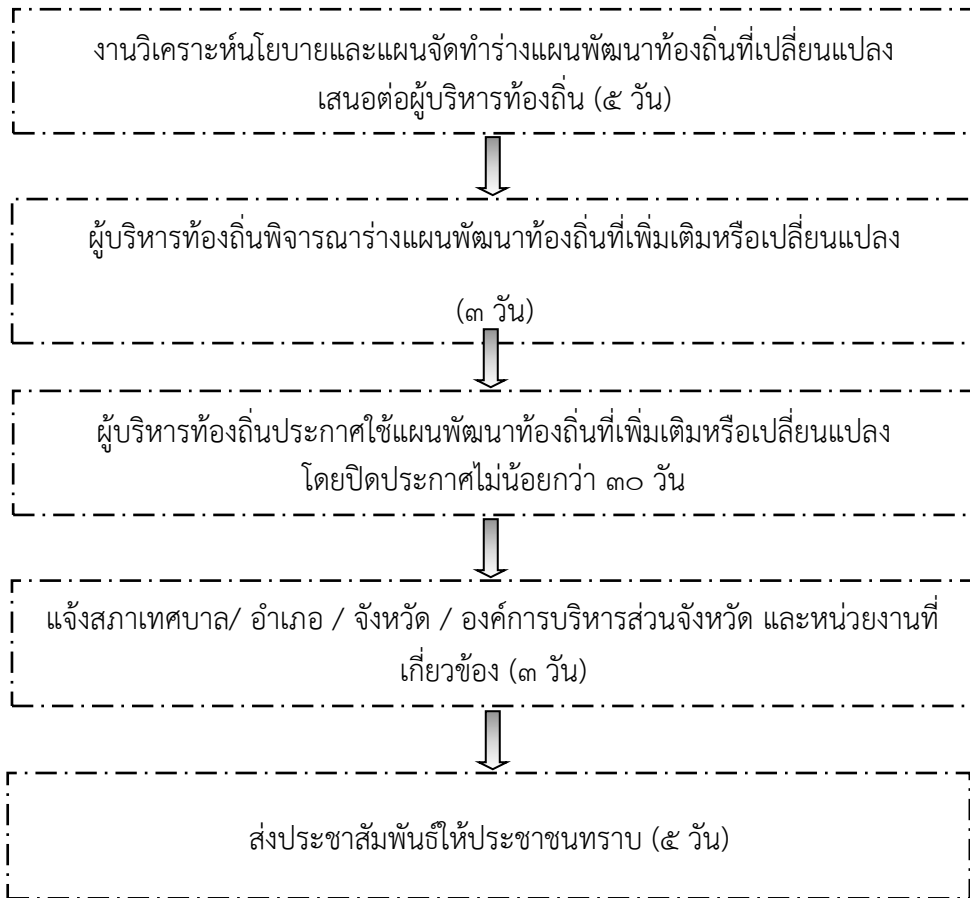 งานวิเคราะห์นโยบายและแผนจัดทำร่างแผนพัฒนาท้องถิ่นที่เปลี่ยนแปลง
เสนอต่อผู้บริหารท้องถิ่น (๕ วัน)
ผู้บริหารท้องถิ่นพิจารณาร่างแผนพัฒนาท้องถิ่นที่เพิ่มเติมหรือเปลี่ยนแปลง
(๓ วัน)
ผู้บริหารท้องถิ่นประกาศใช้แผนพัฒนาท้องถิ่นที่เพิ่มเติมหรือเปลี่ยนแปลง
โดยปิดประกาศไม่น้อยกว่า ๓๐ วัน
แจ้งสภาเทศบาล/ อำเภอ / จังหวัด / องค์การบริหารส่วนจังหวัด และหน่วยงานที่
เกี่ยวข้อง (๓ วัน)
ส่งประชาสัมพันธ์ให้ประชาชนทราบ (๕ วัน)